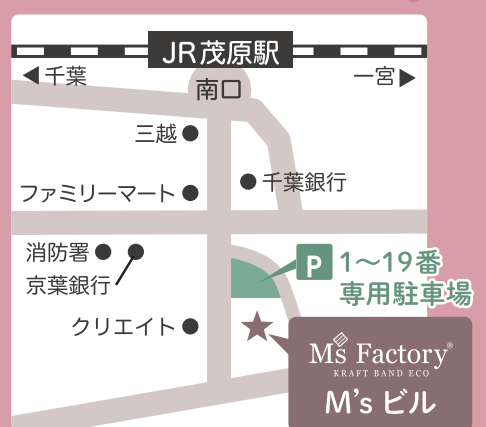 JR茂原駅
◀千葉
一宮▶
南口
三越
千葉銀行
ファミリーマート
消防署
京葉銀行
P
1〜19番
専用駐車場
クリエイト
M's Factory®
KRAFT BAND ECO
M's ビル